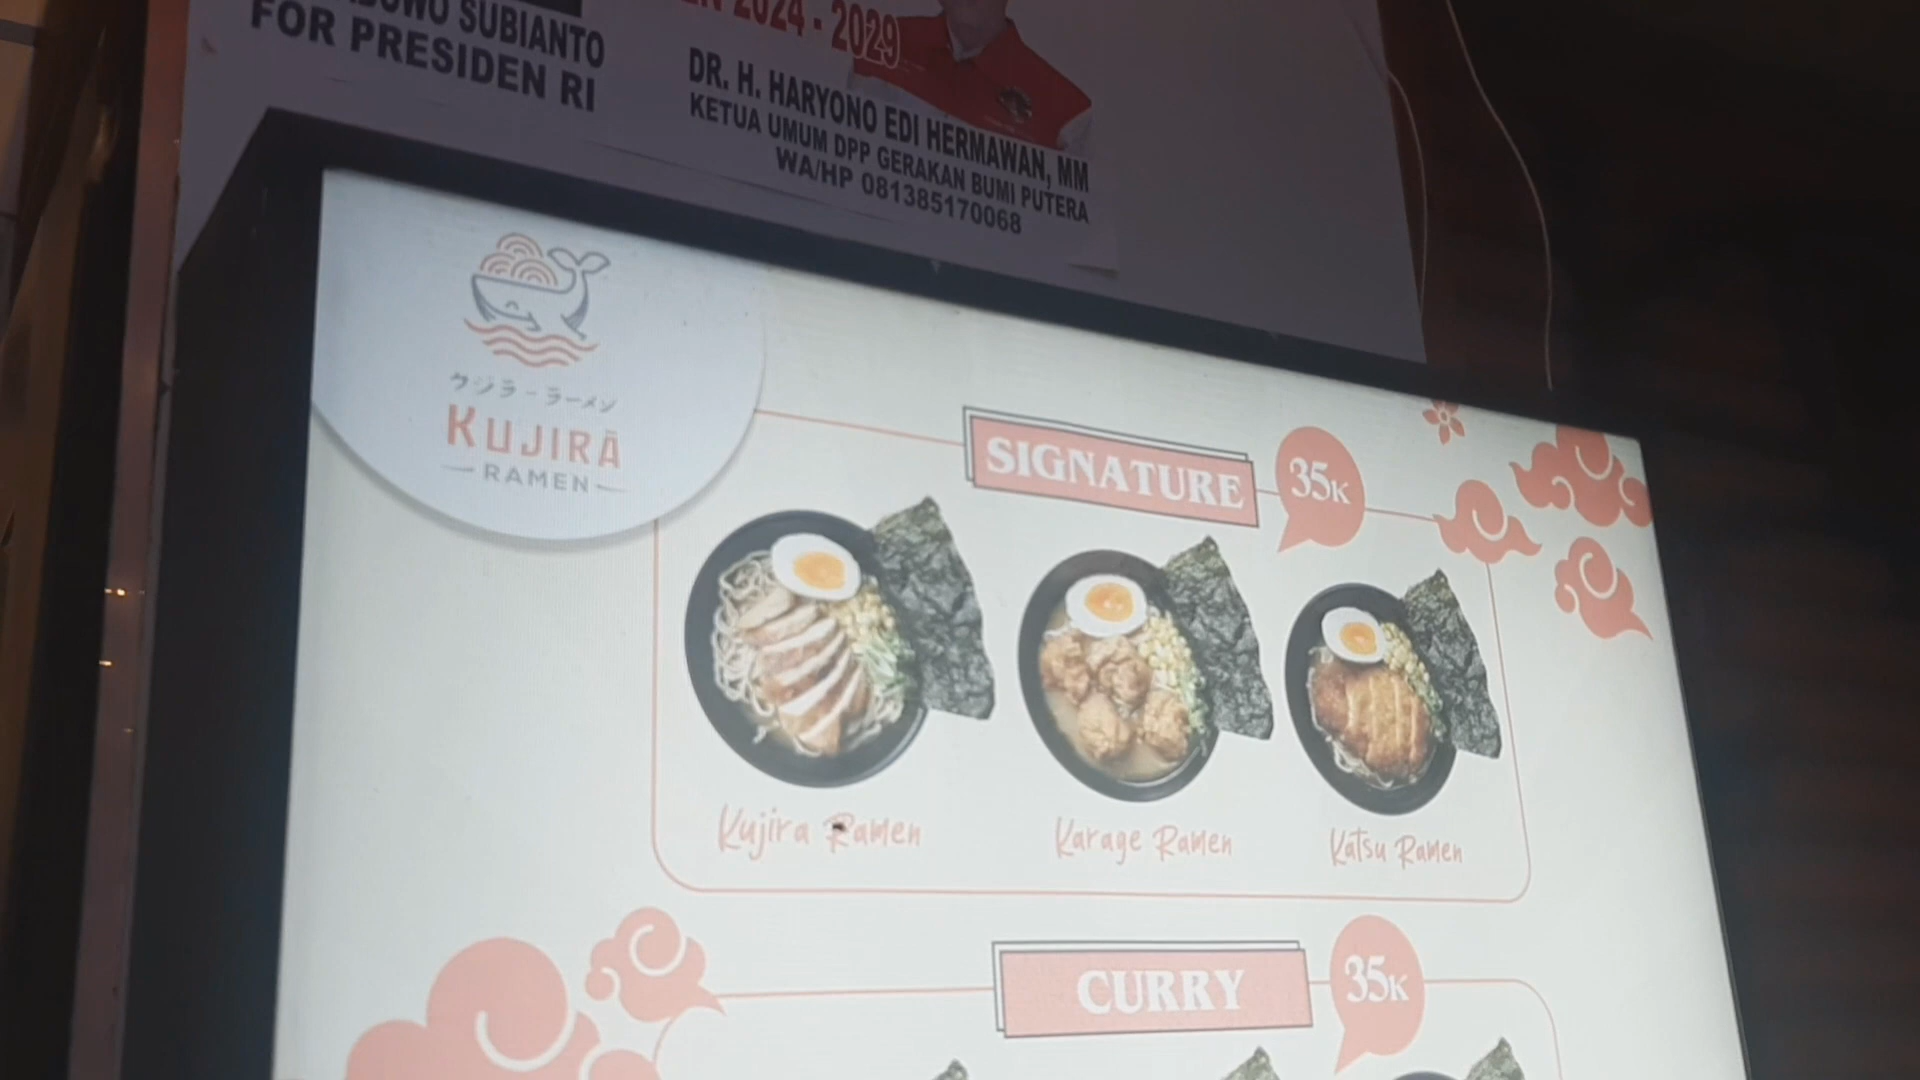 SUBIANTO
FOR PRESIDEN RI
2024 - 2029
DR. H. HARYONO EDI HERMAWAN, MM
KETUA UMUM DPP GERAKAN BUMI PUTERA
WA/HP 081385170068
クジラ-ラーメン
KUJIRĀ
RAMEN
SIGNATURE
35K
Kujira Ramen
Karage Ramen
Katsu Ramen
CURRY
35K